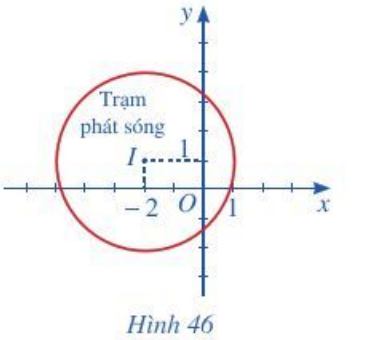 y
Trạm
phát sóng
I
1
– 2
O
1
x
Hình 46